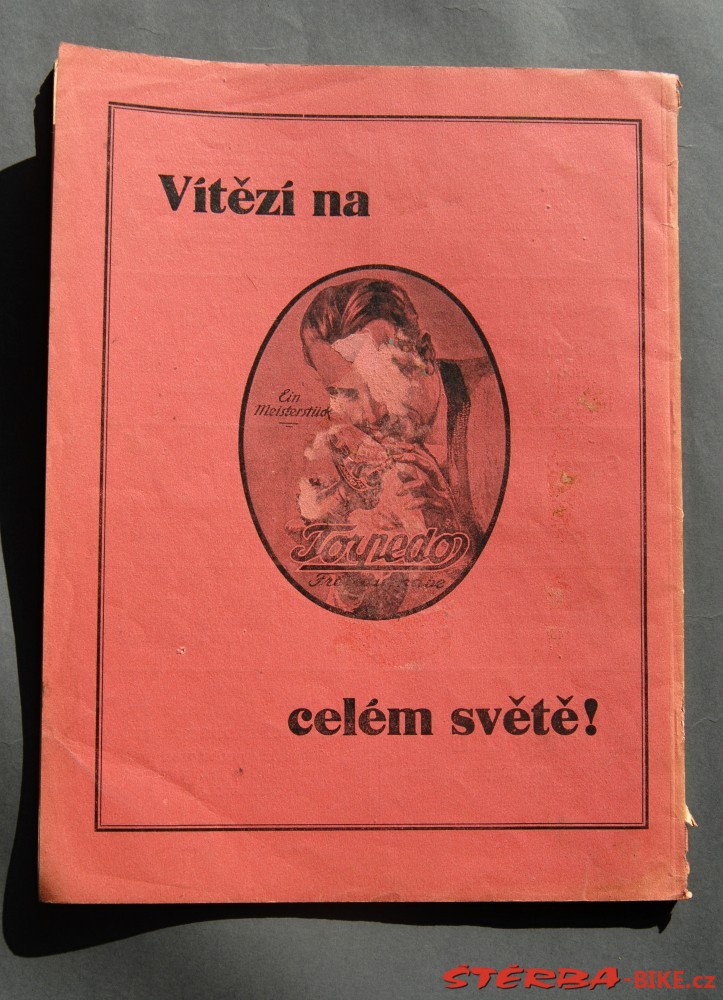 Vítězí na
Ein
Meisterstück
Torpedo
celém světě!
ŠTĚRBA-BIKE.cz